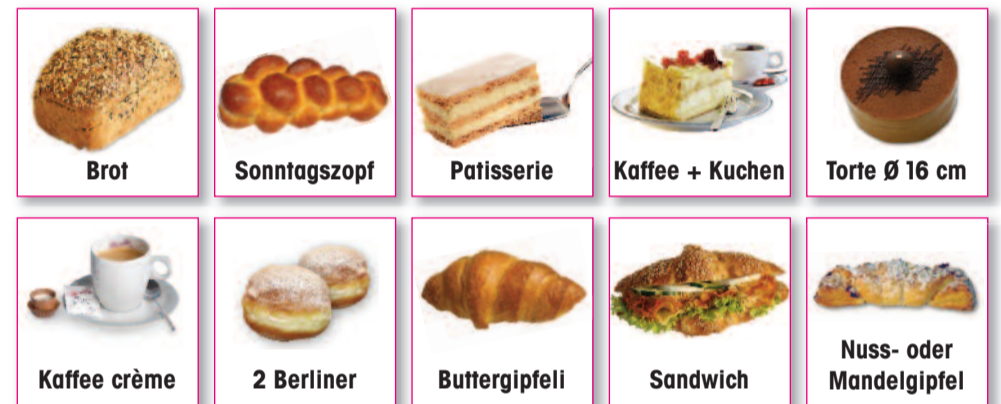 Brot
Sonntagszopf
Patisserie
Kaffee + Kuchen
Torte Ø 16 cm
Kaffee crème
2 Berliner
Buttergipfeli
Sandwich
Nuss- oder
Mandelgipfel